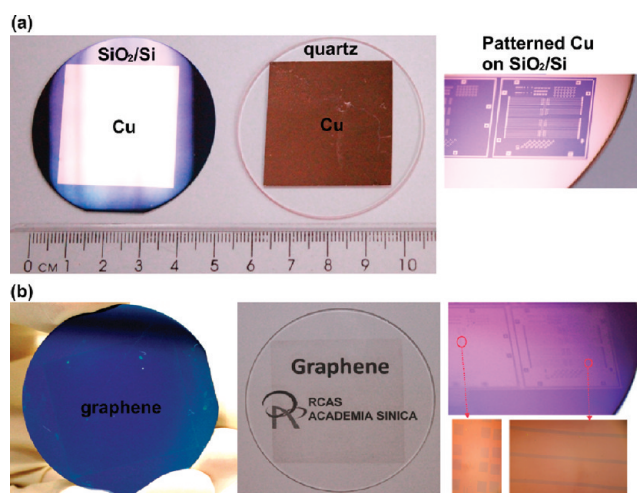 (a)
SiO₂/Si
Cu
quartz
Cu
Patterned Cu
on SiO₂/Si
0 CM 1 2 3 4 5 6 7 8 9 10
(b)
graphene
Graphene
RCAS
ACADEMIA SINICA